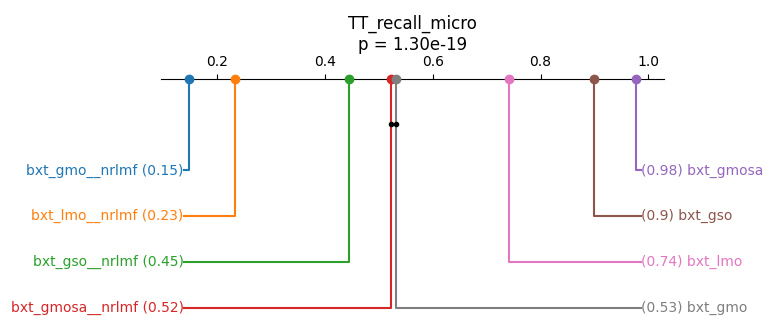 TT_recall_micro
p = 1.30e-19
0.2 0.4 0.6 0.8 1.0
bxt_gmo__nrlmf (0.15) (0.98) bxt_gmosa
bxt_lmo__nrlmf (0.23) (0.9) bxt_gso
bxt_gso__nrlmf (0.45) (0.74) bxt_lmo
bxt_gmosa__nrlmf (0.52) (0.53) bxt_gmo